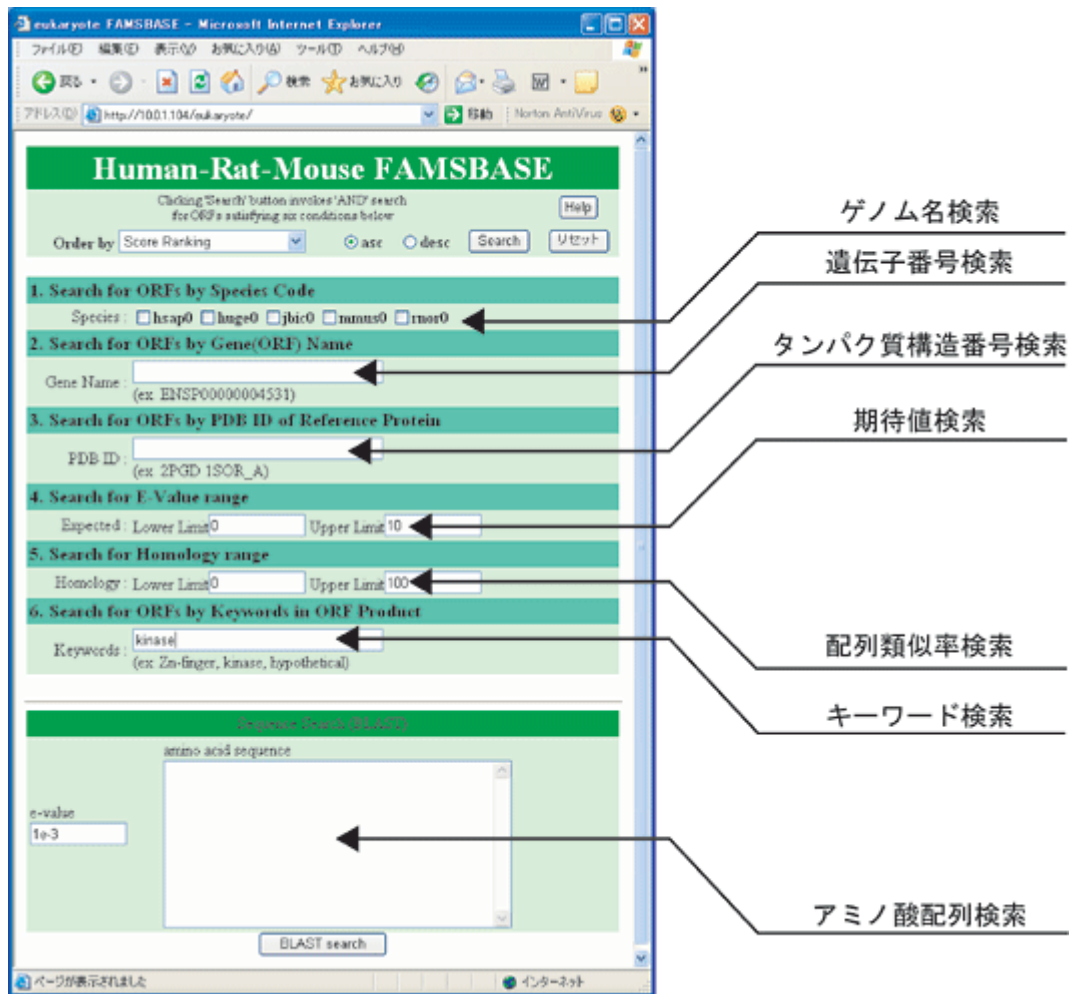 eukaryote FAMSBASE - Microsoft Internet Explorer
ファイル(F) 編集(E) 表示(V) お気に入り(A) ツール(T) ヘルプ(H)
戻る 検索 お気に入り
アドレス(D) http://10.0.1.104/eukaryote/ 移動 Norton AntiVirus
Human-Rat-Mouse FAMSBASE
Clicking 'Search' button invokes 'AND' search
for ORFs satisfying six conditions below
Help
Order by Score Ranking asc desc Search リセット
1. Search for ORFs by Species Code
Species : hsap0 huge0 jbic0 mmus0 rnor0
2. Search for ORFs by Gene(ORF) Name
Gene Name :
(ex. ENSP00000004531)
3. Search for ORFs by PDB ID of Reference Protein
PDB ID :
(ex. 2PGD 1SOR_A)
4. Search for E-Value range
Expected : Lower Limit 0 Upper Limit 10
5. Search for Homology range
Homology : Lower Limit 0 Upper Limit 100
6. Search for ORFs by Keywords in ORF Product
Keywords : kinase
(ex. Zn-finger, kinase, hypothetical)
Sequence Search (BLAST)
amino acid sequence
e-value
1e-3
BLAST search
ページが表示されました インターネット
ゲノム名検索
遺伝子番号検索
タンパク質構造番号検索
期待値検索
配列類似率検索
キーワード検索
アミノ酸配列検索